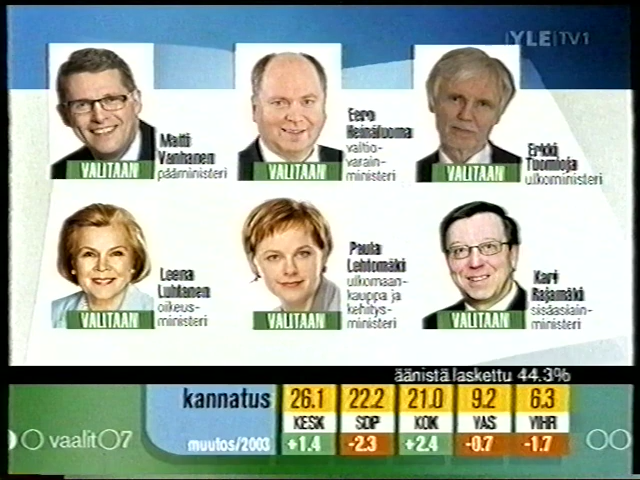 YLE TV1
Matti
Vanhanen
pääministeri
VALITAAN
Eero
Heinäluoma
valtio-
varain-
ministeri
VALITAAN
Erkki
Tuomioja
ulkoministeri
VALITAAN
Leena
Luhtanen
oikeus-
ministeri
VALITAAN
Paula
Lehtomäki
ulkomaan-
kauppa ja
kehitys-
ministeri
VALITAAN
Kari
Rajamäki
sisäasiain-
ministeri
VALITAAN
äänistä laskettu 44.3%
kannatus 26.1 22.2 21.0 9.2 6.3
KESK SDP KOK VAS VIHR
vaalit07 muutos/2003 +1.4 -2.3 +2.4 -0.7 -1.7